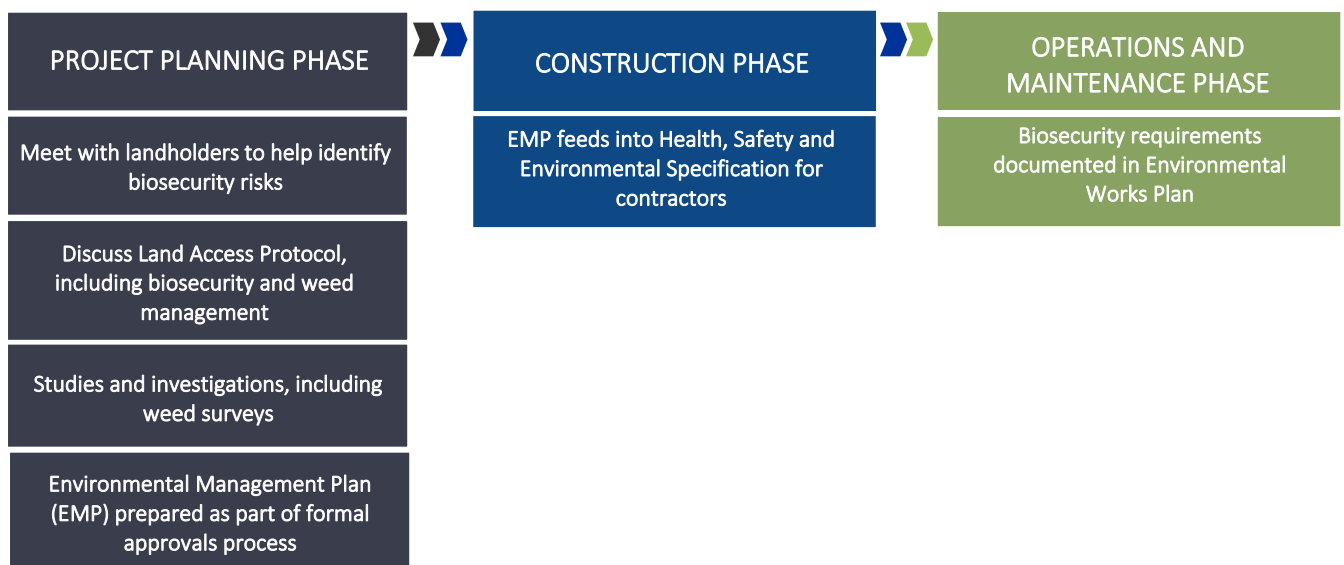 PROJECT PLANNING PHASE
Meet with landholders to help identify
biosecurity risks
Discuss Land Access Protocol,
including biosecurity and weed
management
Studies and investigations, including
weed surveys
Environmental Management Plan
(EMP) prepared as part of formal
approvals process
CONSTRUCTION PHASE
EMP feeds into Health, Safety and
Environmental Specification for
contractors
OPERATIONS AND
MAINTENANCE PHASE
Biosecurity requirements
documented in Environmental
Works Plan